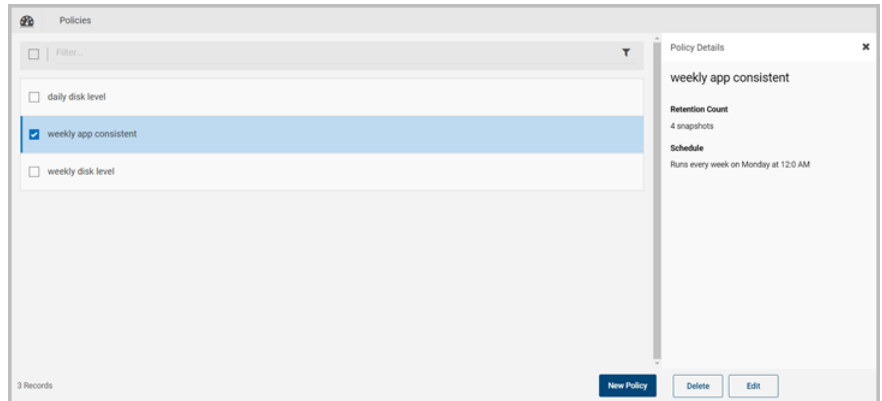 Policies
Filter...
daily disk level
weekly app consistent
weekly disk level
3 Records
New Policy
Policy Details
weekly app consistent
Retention Count
4 snapshots
Schedule
Runs every week on Monday at 12:0 AM
Delete
Edit